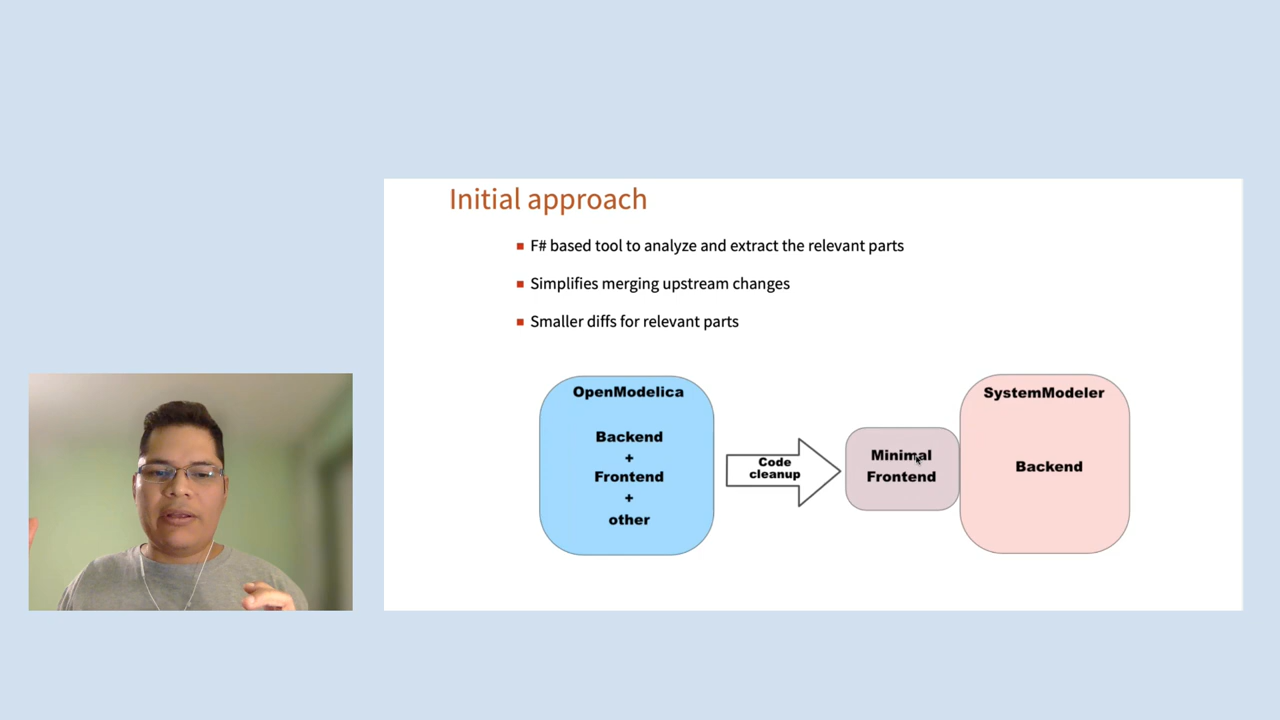 Initial approach
F# based tool to analyze and extract the relevant parts
Simplifies merging upstream changes
Smaller diffs for relevant parts
OpenModelica
Backend
+
Frontend
+
other
Code
cleanup
Minimal
Frontend
SystemModeler
Backend